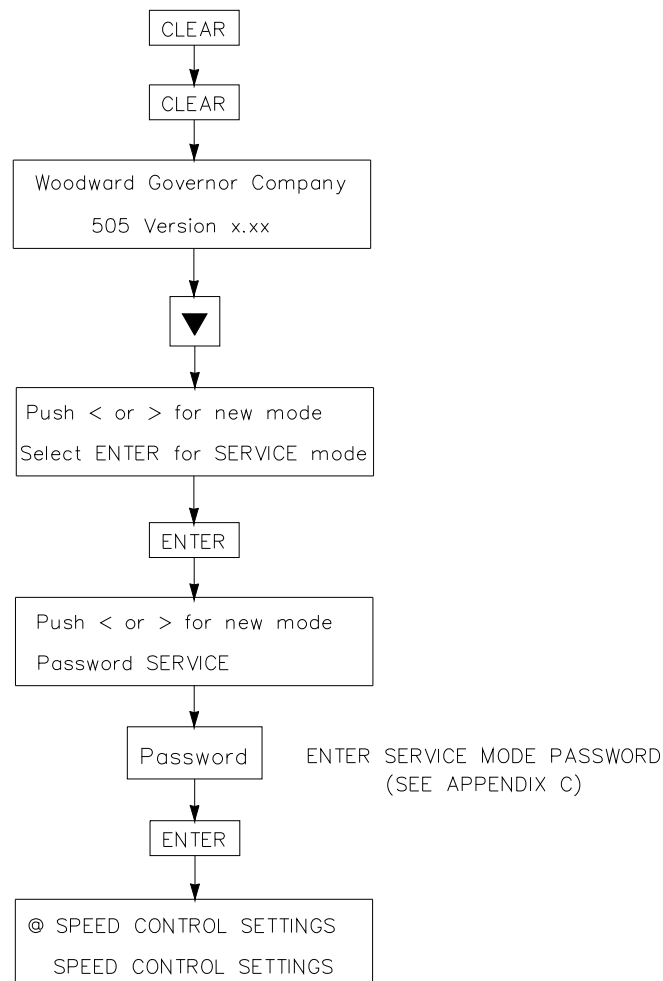 CLEAR
CLEAR
Woodward Governor Company
505 Version x.xx
▼
Push < or > for new mode
Select ENTER for SERVICE mode
ENTER
Push < or > for new mode
Password SERVICE
Password
ENTER SERVICE MODE PASSWORD
(SEE APPENDIX C)
ENTER
@ SPEED CONTROL SETTINGS
SPEED CONTROL SETTINGS